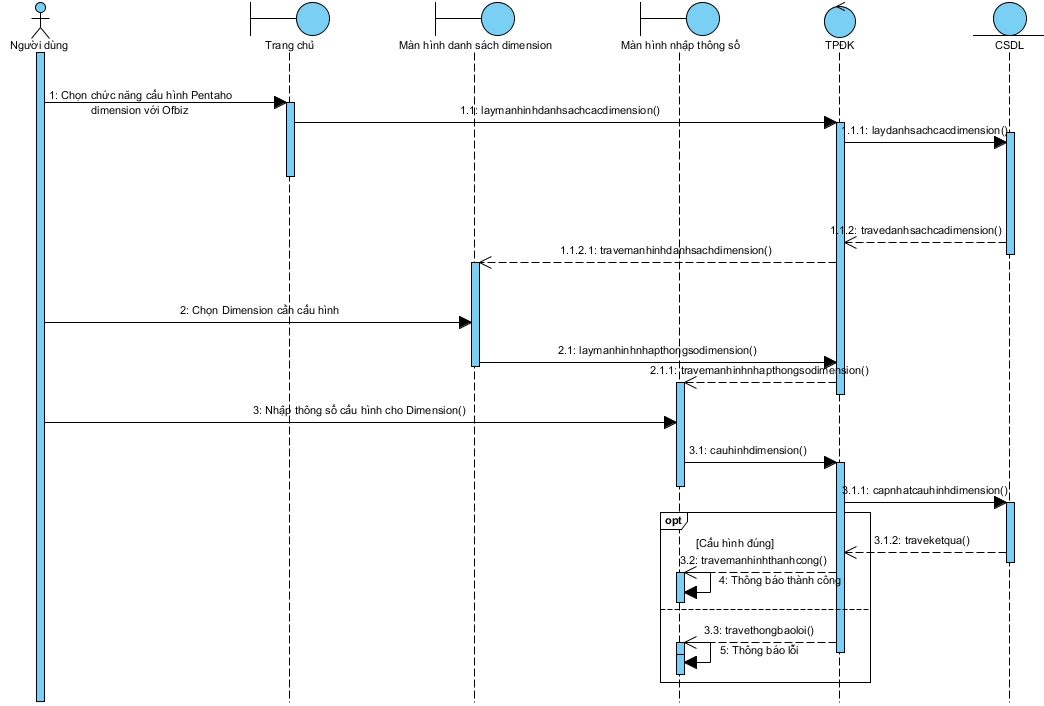 Người dùng
Trang chủ
Màn hình danh sách dimension
Màn hình nhập thông số
TPĐK
CSDL
1: Chọn chức năng cấu hình Pentaho
dimension với Ofbiz
1.1: laymanhinhdanhsachcacdimension()
1.1.1: laydanhsachcacdimension()
1.1.2: travedanhsachcadimension()
1.1.2.1: travemanhinhdanhsachdimension()
2: Chọn Dimension cần cấu hình
2.1: laymanhinhnhapthongsodimension()
2.1.1: travemanhinhnhapthongsodimension()
3: Nhập thông số cấu hình cho Dimension()
3.1: cauhinhdimension()
3.1.1: capnhatcauhinhdimension()
opt
3.1.2: traveketqua()
[Cấu hình đúng]
3.2: travemanhinhthanhcong()
4: Thông báo thành công
3.3: travethongbaoloi()
5: Thông báo lỗi